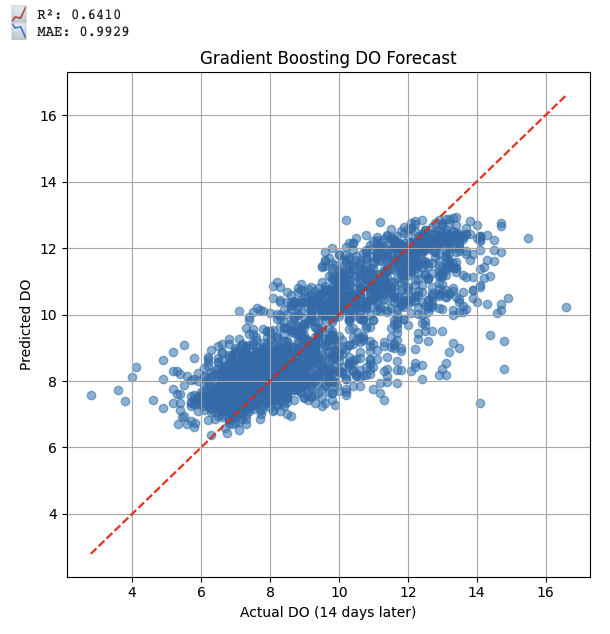 R²: 0.6410
MAE: 0.9929
Gradient Boosting DO Forecast
16
14
12
10
8
6
4
Predicted DO
4 6 8 10 12 14 16
Actual DO (14 days later)